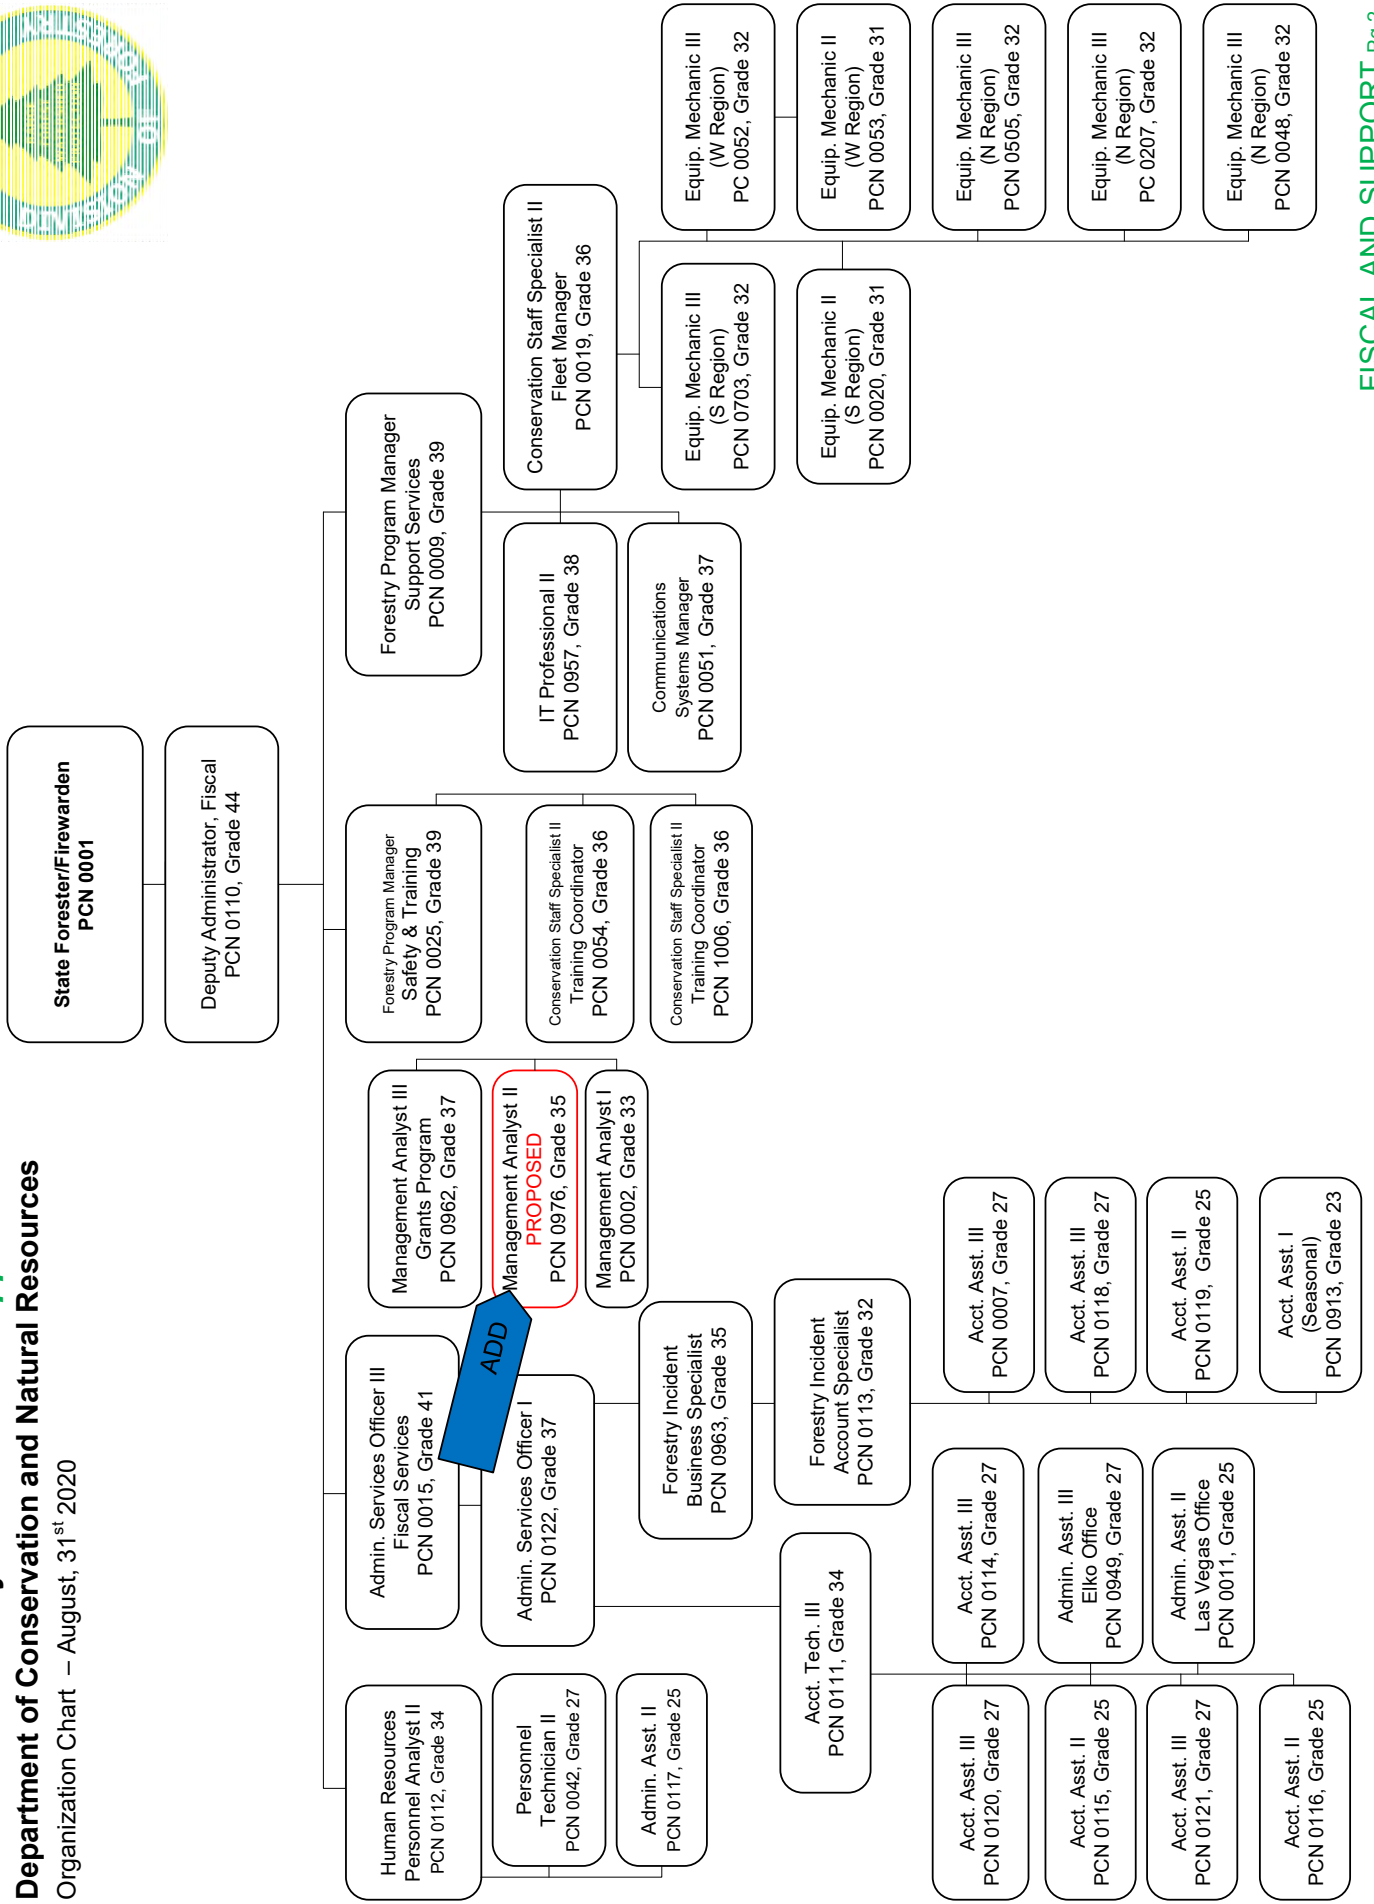 Department of Conservation and Natural Resources
Organization Chart – August, 31st 2020
DIVISION OF FORESTRY
State Forester/Firewarden
PCN 0001
Deputy Administrator, Fiscal
PCN 0110, Grade 44
Human Resources
Personnel Analyst II
PCN 0112, Grade 34
Personnel
Technician II
PCN 0042, Grade 27
Admin. Asst. II
PCN 0117, Grade 25
Admin. Services Officer III
Fiscal Services
PCN 0015, Grade 41
ADD
Admin. Services Officer I
PCN 0122, Grade 37
Management Analyst III
Grants Program
PCN 0962, Grade 37
Management Analyst II
PROPOSED
PCN 0976, Grade 35
Management Analyst I
PCN 0002, Grade 33
Forestry Incident
Business Specialist
PCN 0963, Grade 35
Forestry Incident
Account Specialist
PCN 0113, Grade 32
Acct. Asst. III
PCN 0007, Grade 27
Acct. Asst. III
PCN 0118, Grade 27
Acct. Asst. II
PCN 0119, Grade 25
Acct. Asst. I
(Seasonal)
PCN 0913, Grade 23
Acct. Tech. III
PCN 0111, Grade 34
Acct. Asst. III
PCN 0120, Grade 27
Acct. Asst. III
PCN 0114, Grade 27
Acct. Asst. II
PCN 0115, Grade 25
Admin. Asst. III
Elko Office
PCN 0949, Grade 27
Acct. Asst. III
PCN 0121, Grade 27
Admin. Asst. II
Las Vegas Office
PCN 0011, Grade 25
Acct. Asst. II
PCN 0116, Grade 25
Forestry Program Manager
Safety & Training
PCN 0025, Grade 39
Conservation Staff Specialist II
Training Coordinator
PCN 0054, Grade 36
Conservation Staff Specialist II
Training Coordinator
PCN 1006, Grade 36
Forestry Program Manager
Support Services
PCN 0009, Grade 39
IT Professional II
PCN 0957, Grade 38
Communications
Systems Manager
PCN 0051, Grade 37
Conservation Staff Specialist II
Fleet Manager
PCN 0019, Grade 36
Equip. Mechanic III
(S Region)
PCN 0703, Grade 32
Equip. Mechanic III
(W Region)
PC 0052, Grade 32
Equip. Mechanic II
(S Region)
PCN 0020, Grade 31
Equip. Mechanic II
(W Region)
PCN 0053, Grade 31
Equip. Mechanic III
(N Region)
PCN 0505, Grade 32
Equip. Mechanic III
(N Region)
PC 0207, Grade 32
Equip. Mechanic III
(N Region)
PCN 0048, Grade 32
FISCAL AND SUPPORT Pg 2